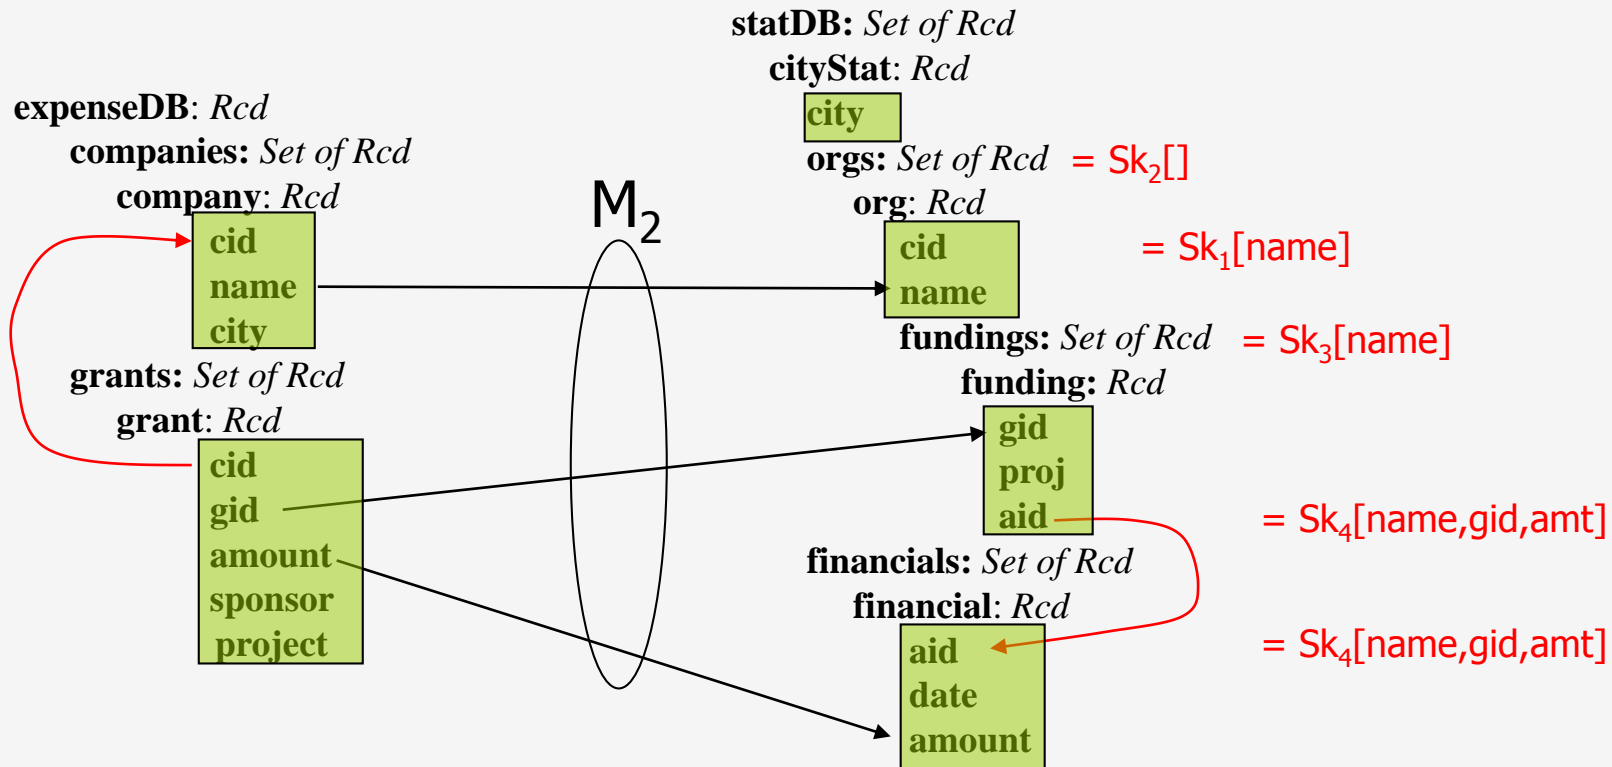 expenseDB: Rcd
companies: Set of Rcd
company: Rcd
cid
name
city
grants: Set of Rcd
grant: Rcd
cid
gid
amount
sponsor
project
M2
statDB: Set of Rcd
cityStat: Rcd
city
orgs: Set of Rcd = Sk2[]
org: Rcd
cid = Sk1[name]
name
fundings: Set of Rcd = Sk3[name]
funding: Rcd
gid
proj
aid = Sk4[name,gid,amt]
financials: Set of Rcd
financial: Rcd
aid = Sk4[name,gid,amt]
date
amount